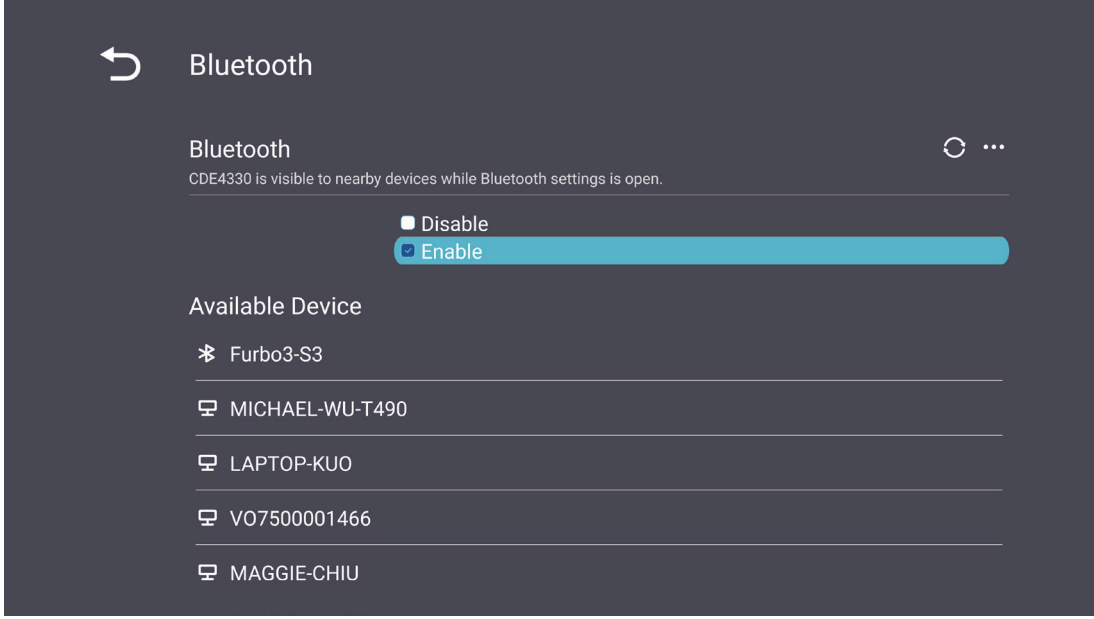 Bluetooth
Bluetooth
CDE4330 is visible to nearby devices while Bluetooth settings is open.
Disable
Enable
Available Device
Furbo3-S3
MICHAEL-WU-T490
LAPTOP-KUO
VO7500001466
MAGGIE-CHIU